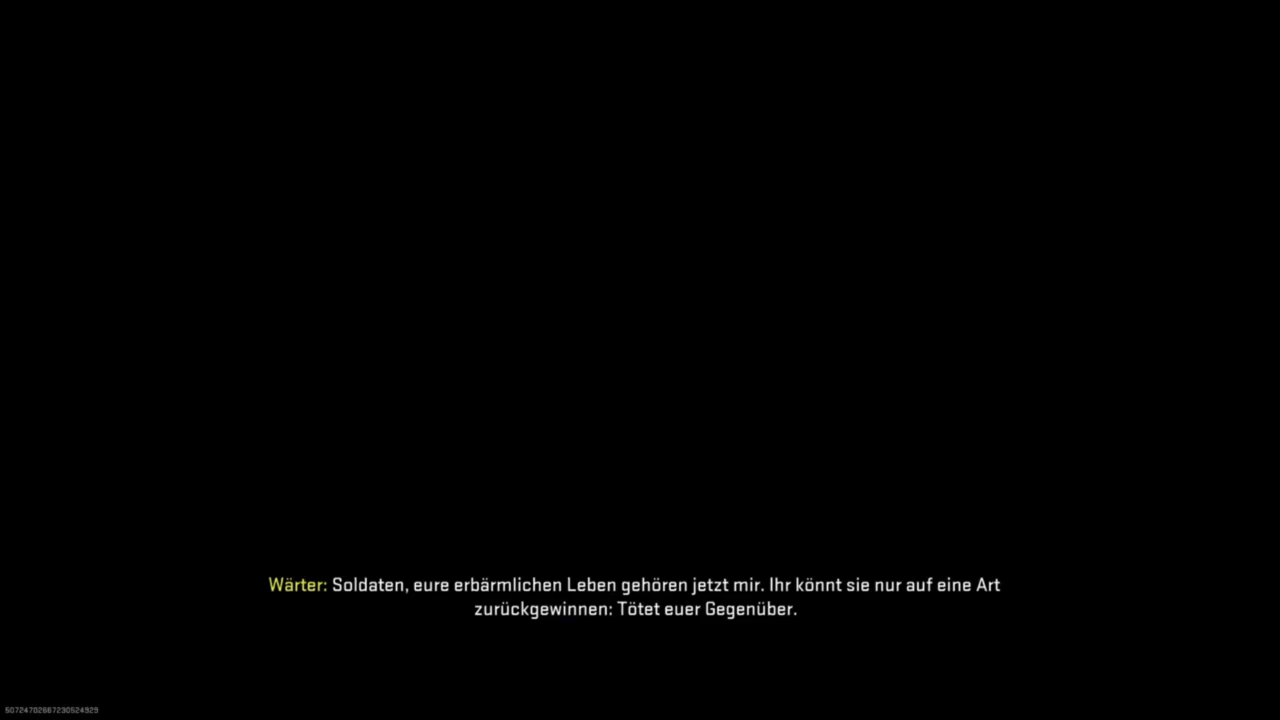 Wärter: Soldaten, eure erbärmlichen Leben gehören jetzt mir. Ihr könnt sie nur auf eine Art
zurückgewinnen: Tötet euer Gegenüber.